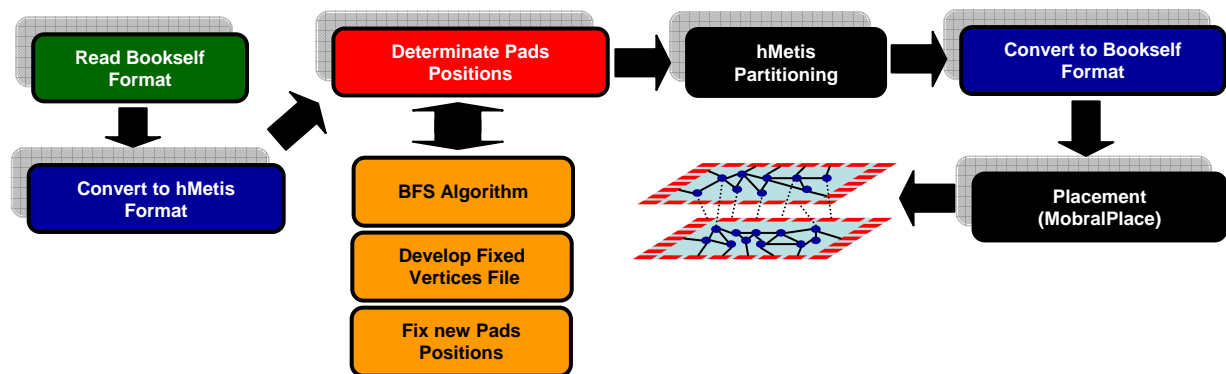 Read Bookself
Format
Convert to hMetis
Format
Determinate Pads
Positions
BFS Algorithm
Develop Fixed
Vertices File
Fix new Pads
Positions
hMetis
Partitioning
Convert to Bookself
Format
Placement
(MobralPlace)